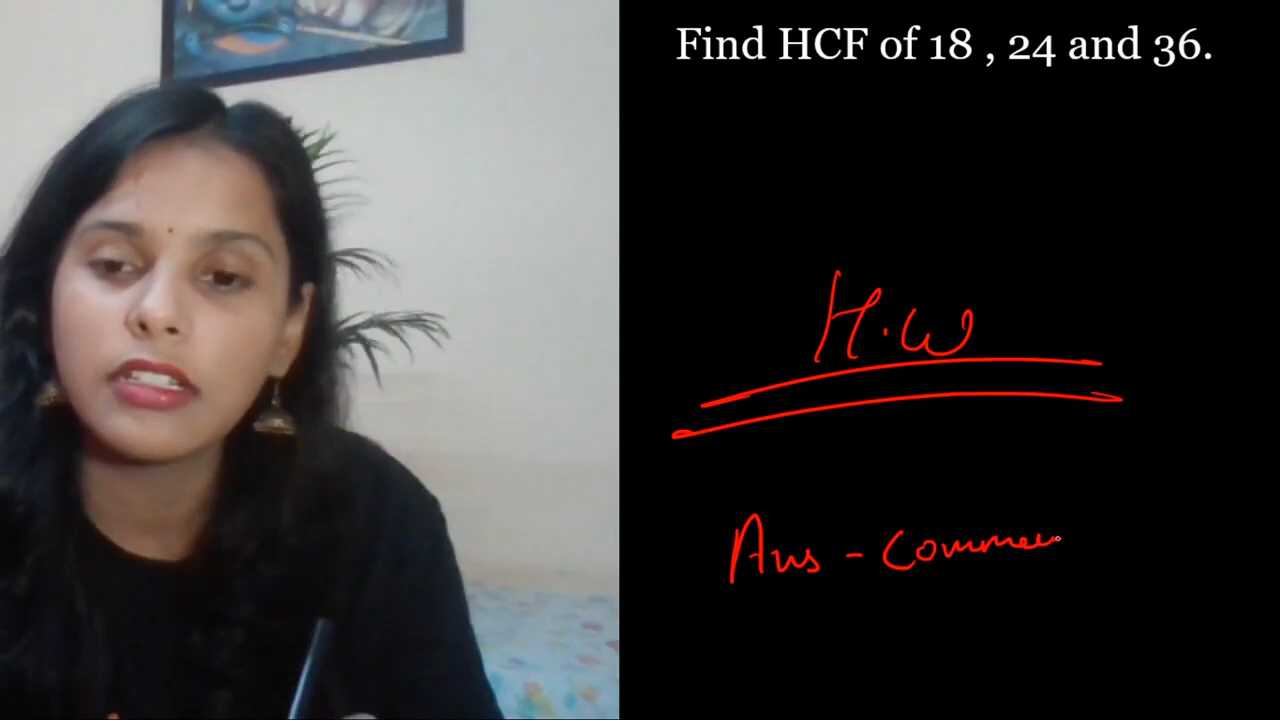 Find HCF of 18 , 24 and 36.
H.W
Ans - Commen